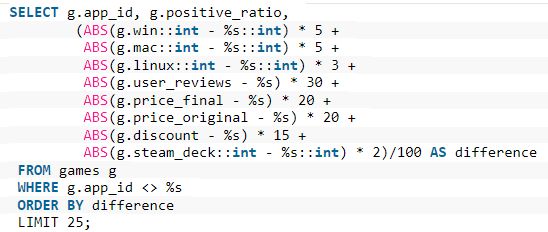 SELECT g.app_id, g.positive_ratio,
(ABS(g.win::int - %s::int) * 5 +
ABS(g.mac::int - %s::int) * 5 +
ABS(g.linux::int - %s::int) * 3 +
ABS(g.user_reviews - %s) * 30 +
ABS(g.price_final - %s) * 20 +
ABS(g.price_original - %s) * 20 +
ABS(g.discount - %s) * 15 +
ABS(g.steam_deck::int - %s::int) * 2)/100 AS difference
FROM games g
WHERE g.app_id <> %s
ORDER BY difference
LIMIT 25;